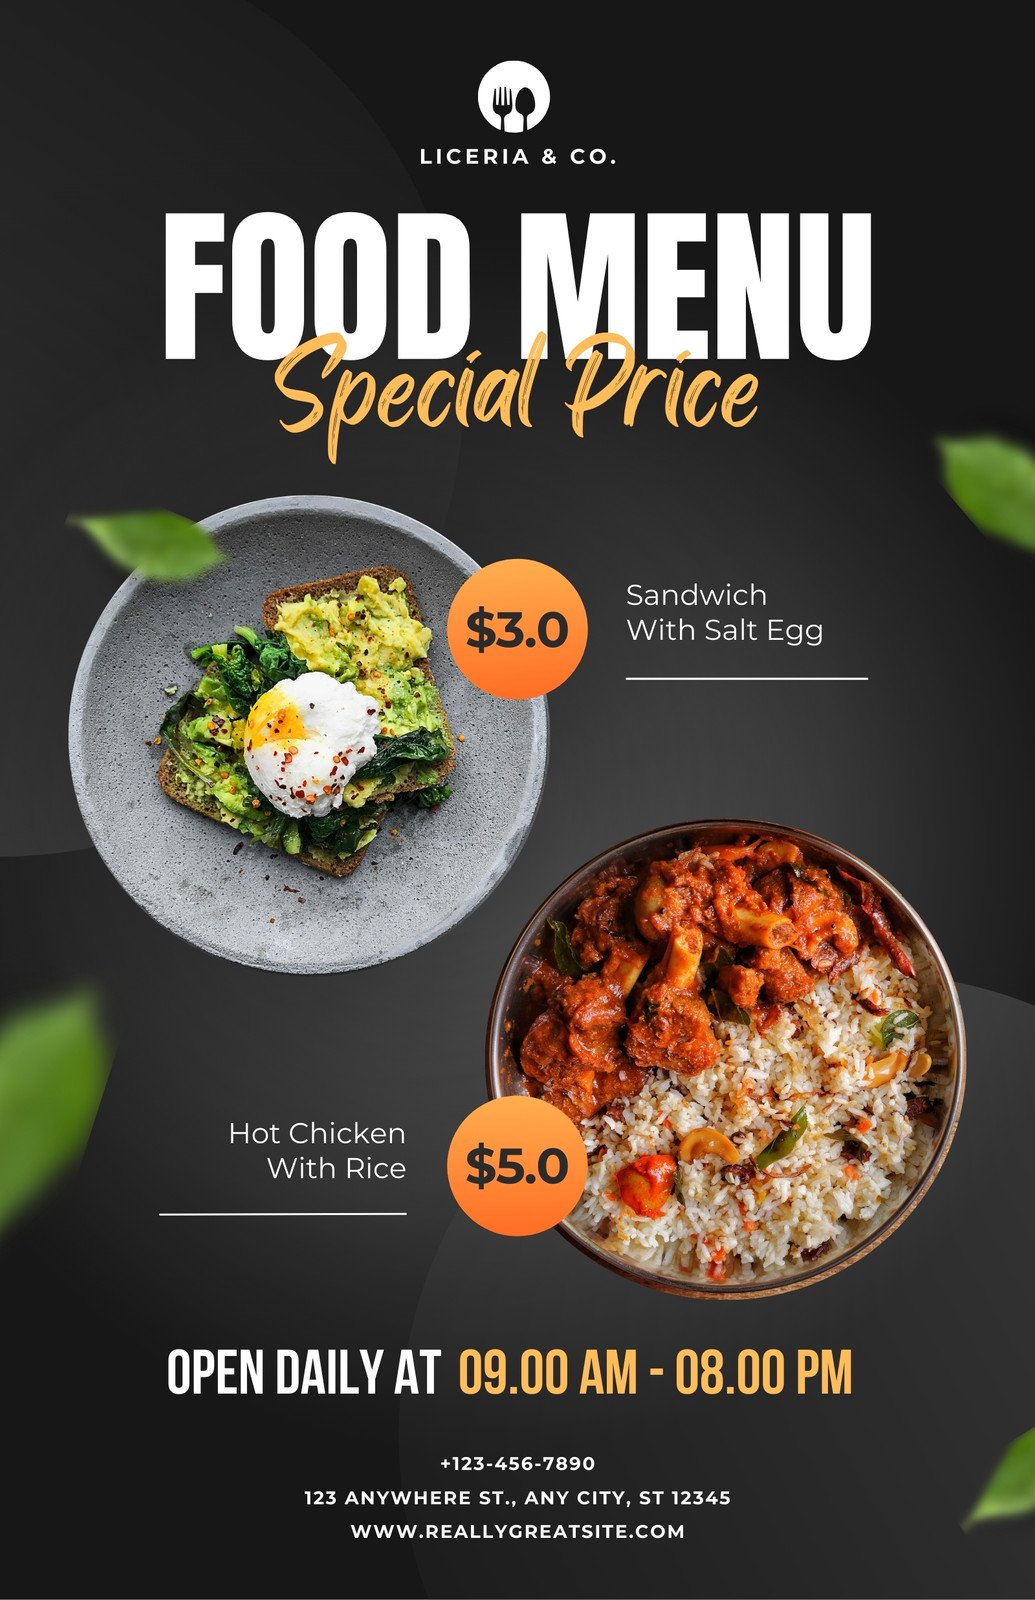 LICERIA & CO.
FOOD MENU
Special Price
$3.0
Sandwich
With Salt Egg
Hot Chicken
With Rice
$5.0
OPEN DAILY AT 09.00 AM - 08.00 PM
+123-456-7890
123 ANYWHERE ST., ANY CITY, ST 12345
WWW.REALLYGREATSITE.COM